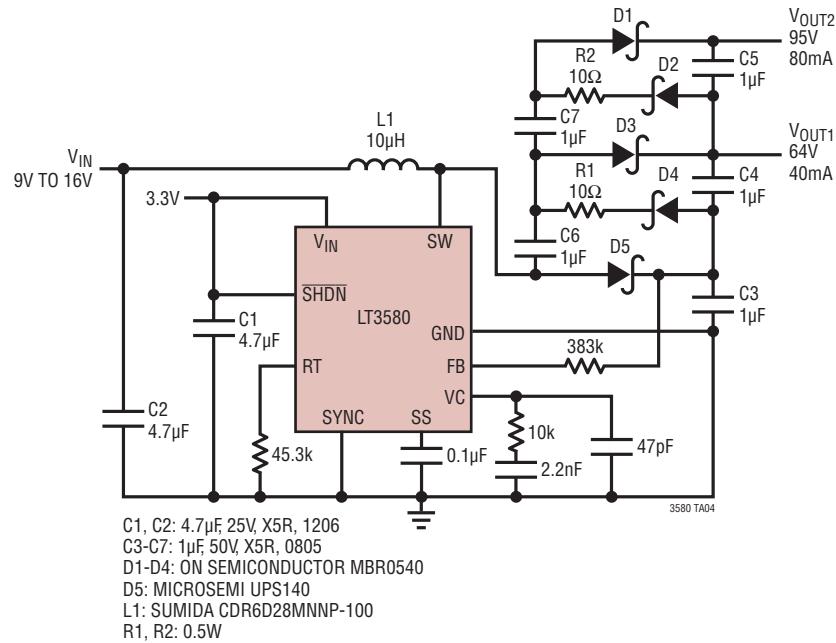 D1
VOUT2
95V
80mA
R2
10Ω
D2
C5
1µF
C7
1µF
D3
VOUT1
64V
40mA
L1
10µH
VIN
9V TO 16V
R1
10Ω
D4
C4
1µF
3.3V
VIN
SW
C6
1µF
D5
SHDN
LT3580
C3
1µF
C1
4.7µF
GND
383k
RT
FB
VC
C2
4.7µF
SYNC
SS
45.3k
0.1µF
10k
2.2nF
47pF
3580 TA04
C1, C2: 4.7µF, 25V, X5R, 1206
C3-C7: 1µF, 50V, X5R, 0805
D1-D4: ON SEMICONDUCTOR MBR0540
D5: MICROSEMI UPS140
L1: SUMIDA CDR6D28MNNP-100
R1, R2: 0.5W